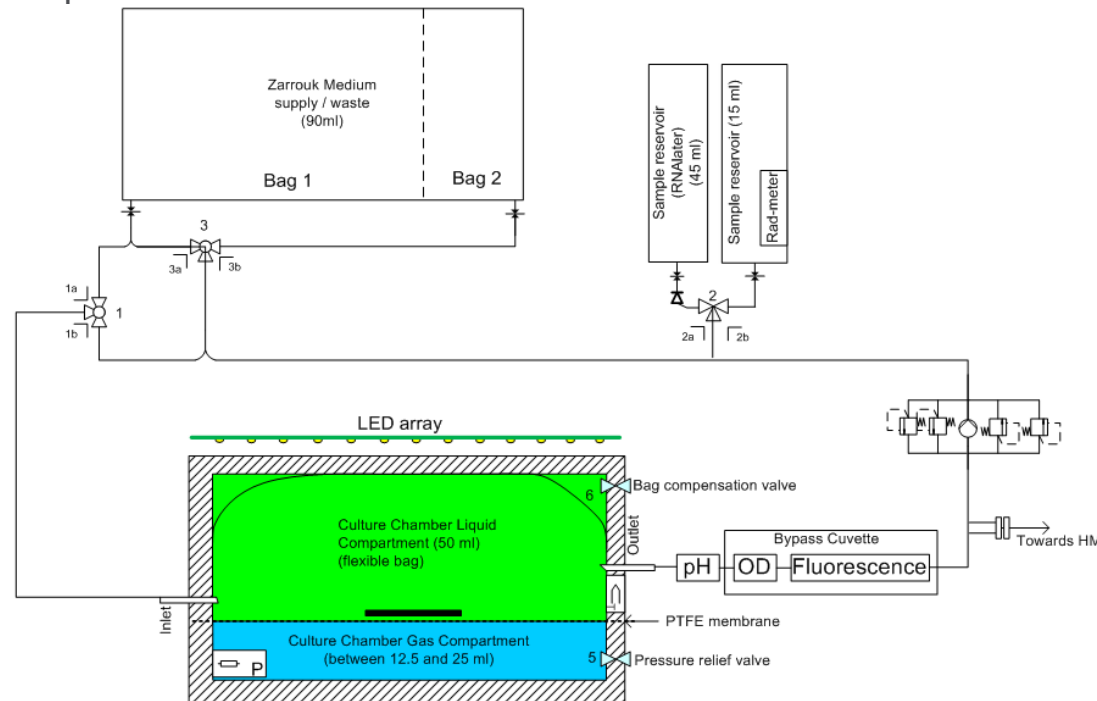 Zarrouk Medium
supply / waste
(90ml)
Bag 1
Bag 2
Sample reservoir
(RNAlater)
(45 ml)
Sample reservoir (15 ml)
Rad-meter
3
3a
3b
1a
1
1b
2
2a
2b
LED array
6
Bag compensation valve
Culture Chamber Liquid
Compartment (50 ml)
(flexible bag)
Outlet
pH
Bypass Cuvette
OD
Fluorescence
Towards HM
Inlet
PTFE membrane
Culture Chamber Gas Compartment
(between 12.5 and 25 ml)
P
5
Pressure relief valve